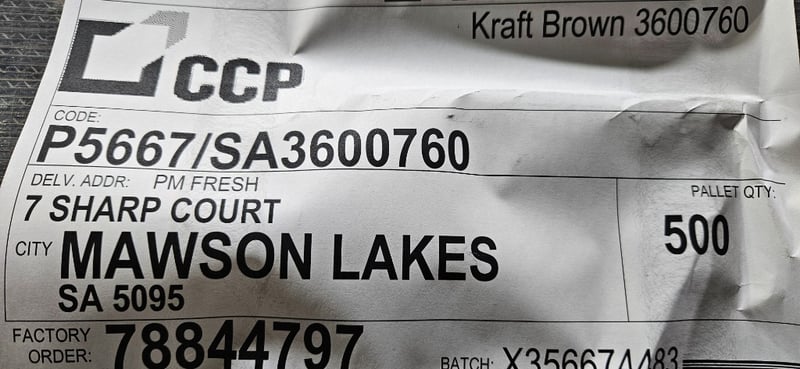 Kraft Brown 3600760
CCP
CODE:
P5667/SA3600760
DELV. ADDR: PM FRESH
7 SHARP COURT
CITY MAWSON LAKES
SA 5095
PALLET QTY:
500
FACTORY ORDER: 78844797
BATCH: X356674483